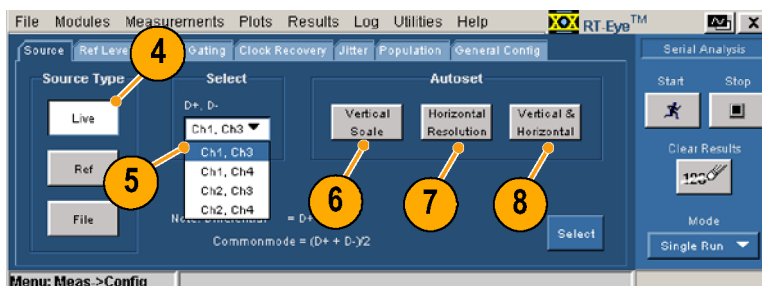 File Modules Measurements Plots Results Log Utilities Help RT-Eye™ X
Source Ref Leve Gating Clock Recovery Jitter Population General Config Serial Analysis
4
Source Type Select Autoset Start Stop
Live
D+, D-
Ch1, Ch3
Vertical Scale
Horizontal Resolution
Vertical & Horizontal
Clear Results
Ref
5
Ch1, Ch3
Ch1, Ch4
Ch2, Ch3
Ch2, Ch4
6 7 8
File
= D+
Commonmode = (D+ + D-)/2
Select
Mode
Single Run
Menu: Meas->Config